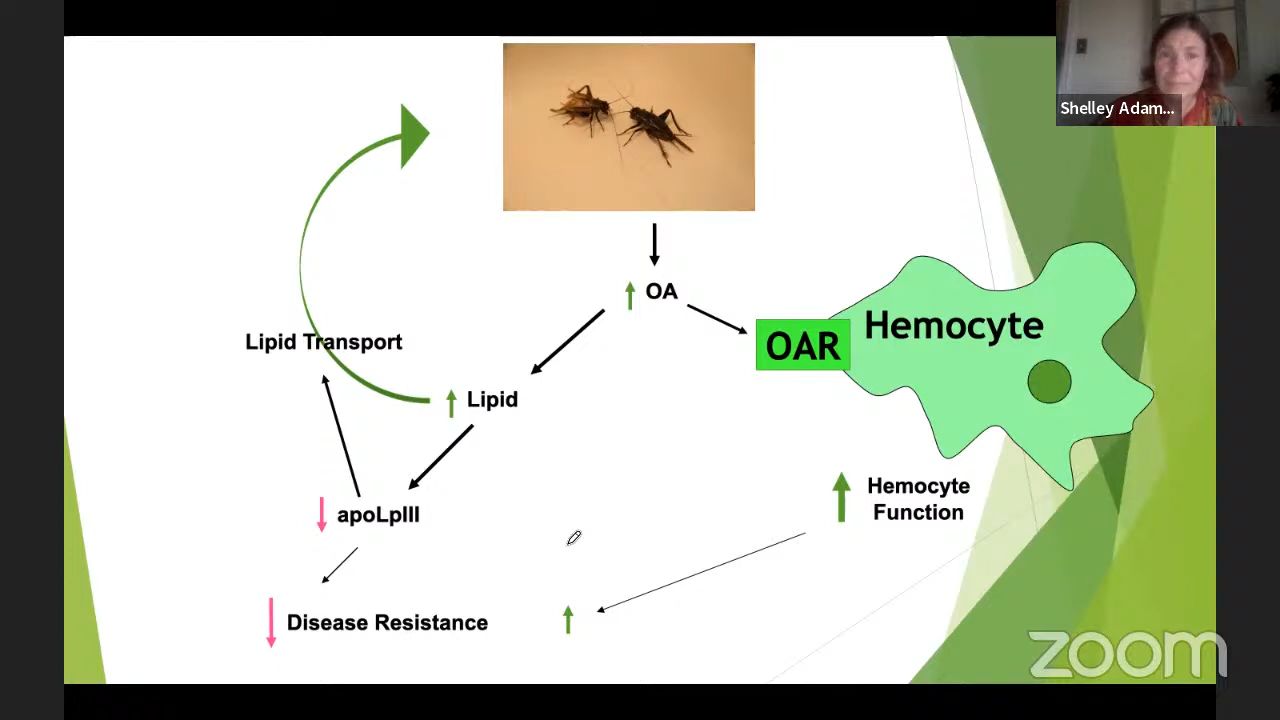 Shelley Adam...
OA
OAR
Hemocyte
Lipid Transport
Lipid
apoLpIII
Hemocyte
Function
Disease Resistance
zoom